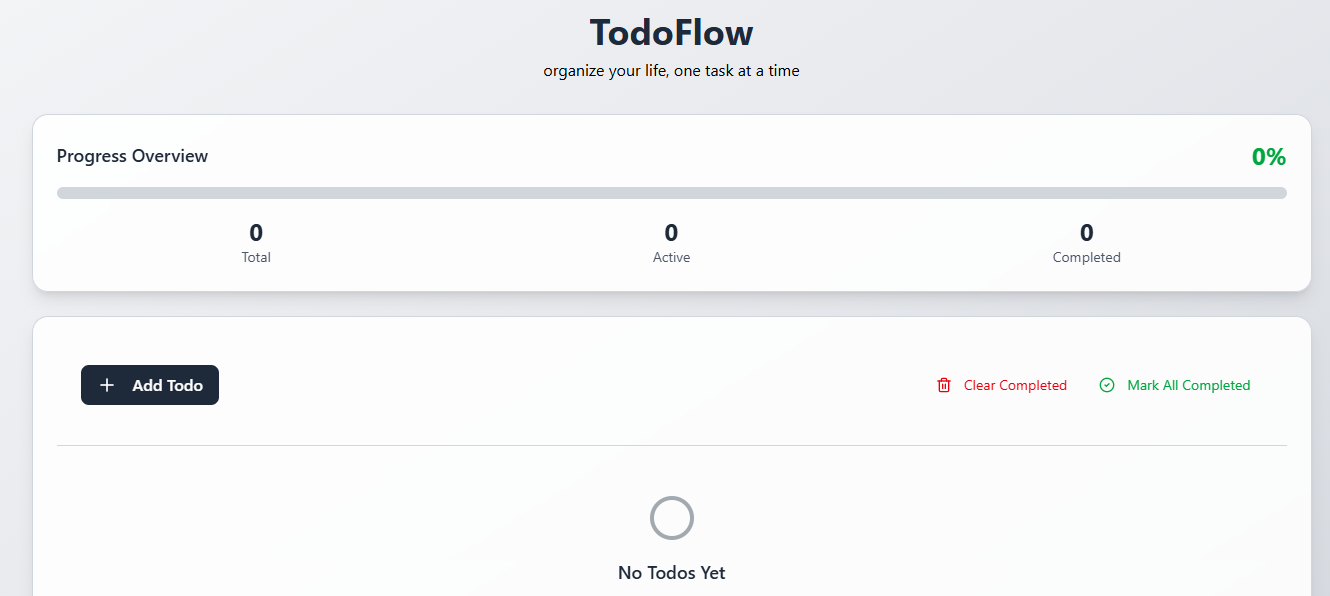 TodoFlow
organize your life, one task at a time
Progress Overview
0%
0
Total
0
Active
0
Completed
Add Todo
Clear Completed
Mark All Completed
No Todos Yet